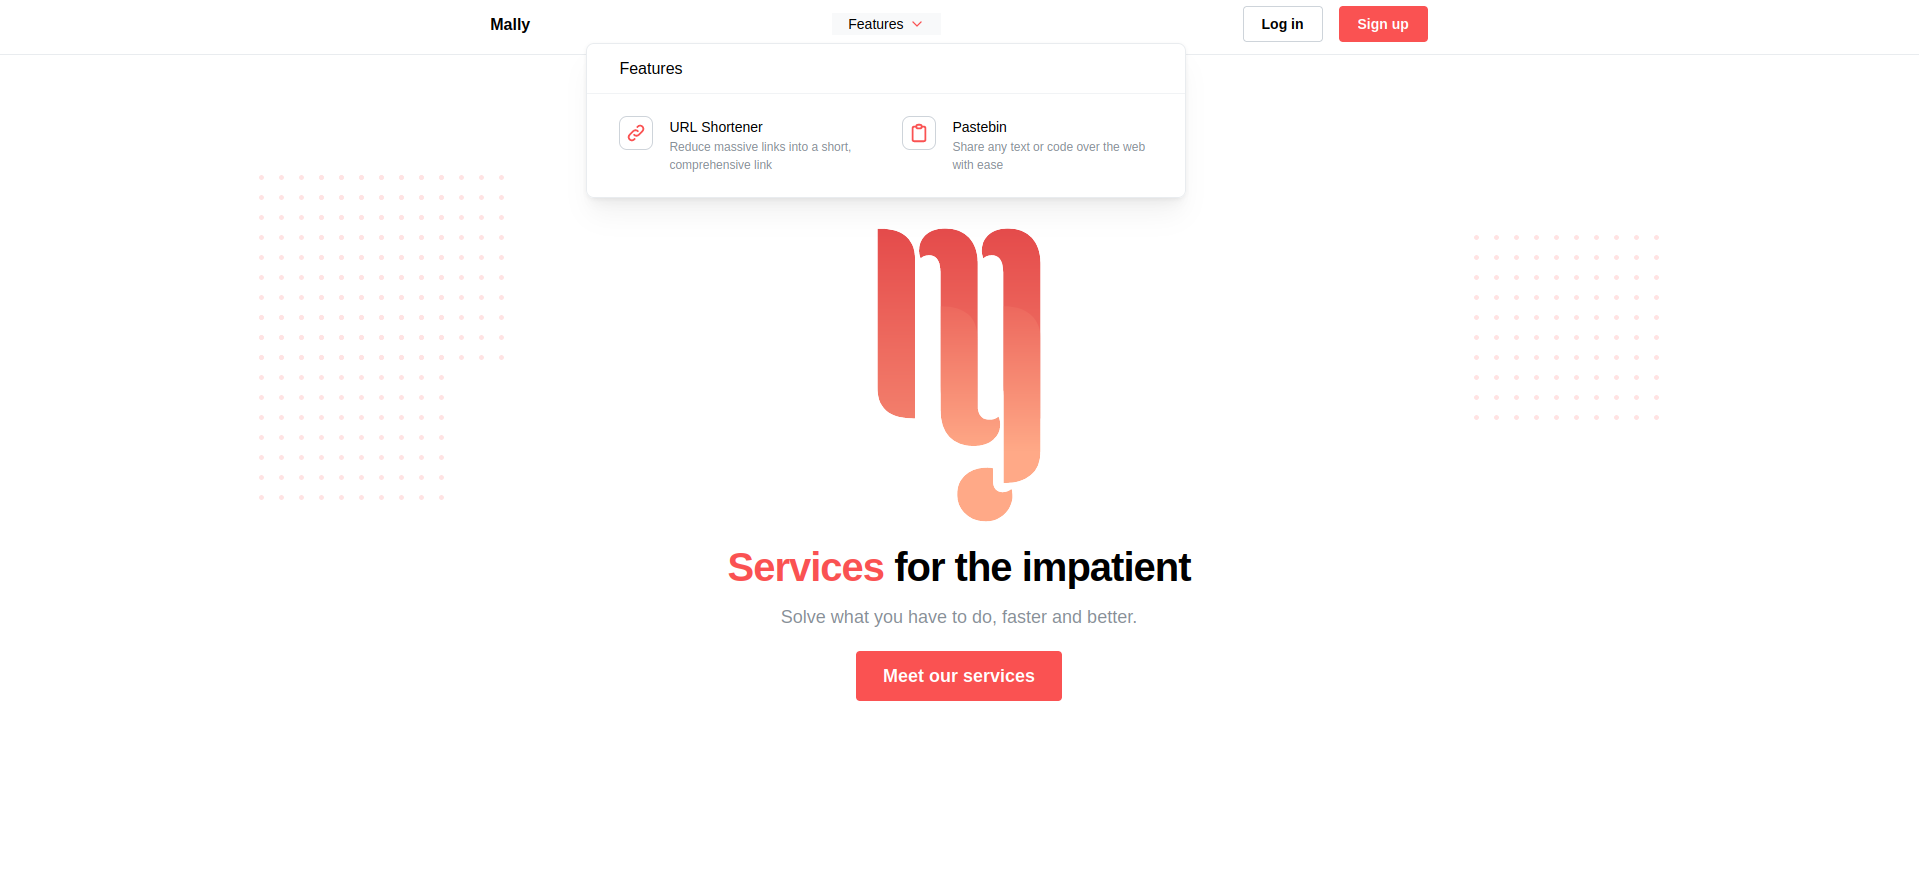 Mally
Features
Log in
Sign up
Features
URL Shortener
Reduce massive links into a short,
comprehensive link
Pastebin
Share any text or code over the web
with ease
Services for the impatient
Solve what you have to do, faster and better.
Meet our services